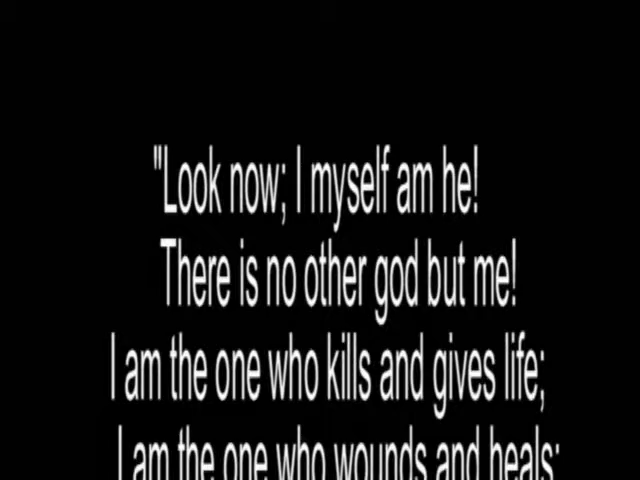 "Look now; I myself am he!
There is no other god but me!
I am the one who kills and gives life;
I am the one who wounds and heals;